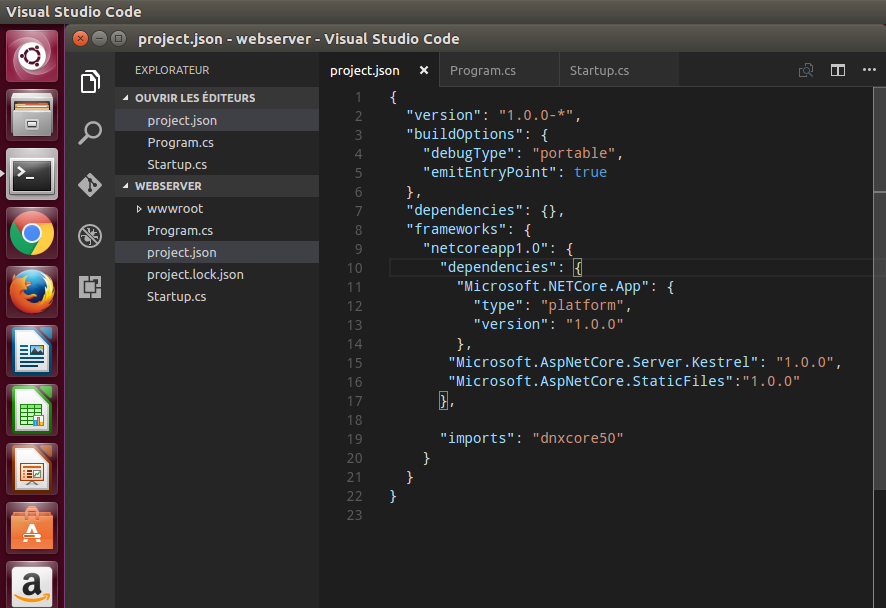 Visual Studio Code
project.json - webserver - Visual Studio Code
EXPLORATEUR
OUVRIR LES ÉDITEURS
project.json
Program.cs
Startup.cs
WEBSERVER
wwwroot
Program.cs
project.json
project.lock.json
Startup.cs
project.json × Program.cs Startup.cs
1 {
2 "version": "1.0.0-*",
3 "buildOptions": {
4 "debugType": "portable",
5 "emitEntryPoint": true
6 },
7 "dependencies": {},
8 "frameworks": {
9 "netcoreapp1.0": {
10 "dependencies": {
11 "Microsoft.NETCore.App": {
12 "type": "platform",
13 "version": "1.0.0"
14 },
15 "Microsoft.AspNetCore.Server.Kestrel": "1.0.0",
16 "Microsoft.AspNetCore.StaticFiles":"1.0.0"
17 },
18
19 "imports": "dnxcore50"
20 }
21 }
22 }
23
>_
A
a